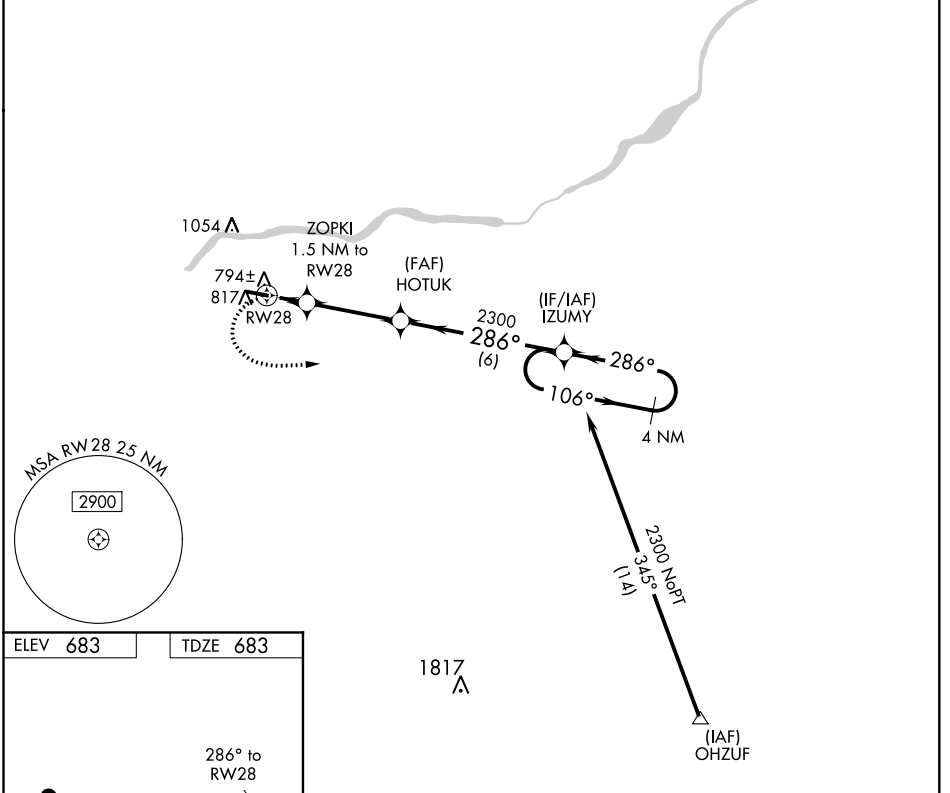 1054
ZOPKI
1.5 NM to
RW28
(FAF)
HOTUK
794±
817
RW28
(IF/IAF)
IZUMY
2300
286°
(6)
286°
106°
4 NM
MSA RW 28 25 NM
2900
2300 NoPT
345°
(14)
ELEV 683
TDZE 683
1817
(IAF)
OHZUF
286° to
RW28